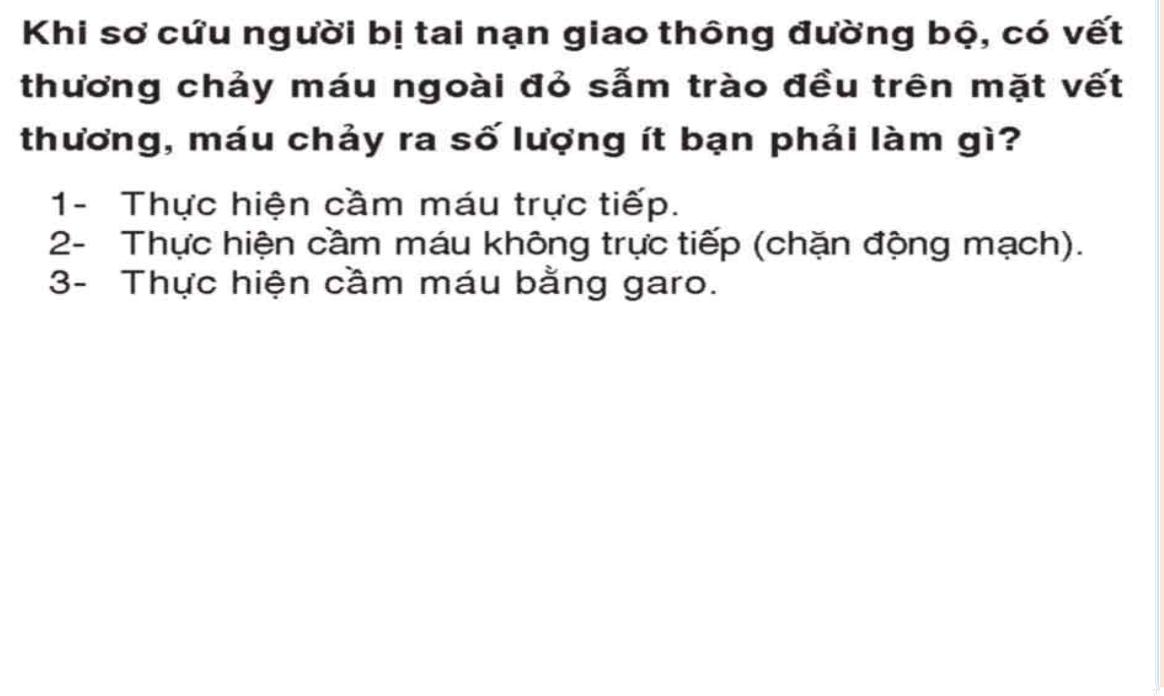 Khi sơ cứu người bị tai nạn giao thông đường bộ, có vết
thương chảy máu ngoài đỏ sẫm trào đều trên mặt vết
thương, máu chảy ra số lượng ít bạn phải làm gì?
1- Thực hiện cầm máu trực tiếp.
2- Thực hiện cầm máu không trực tiếp (chặn động mạch).
3- Thực hiện cầm máu bằng garo.